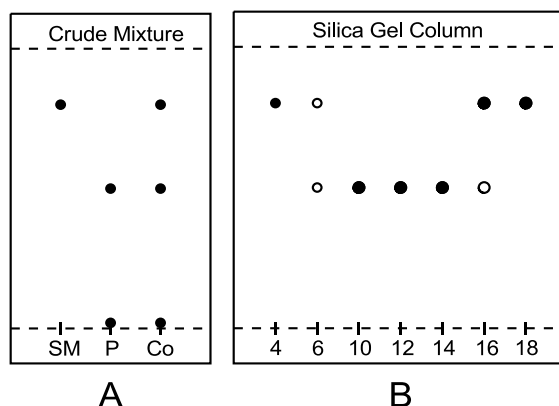 Crude Mixture
SM P Co
A
Silica Gel Column
4 6 10 12 14 16 18
B